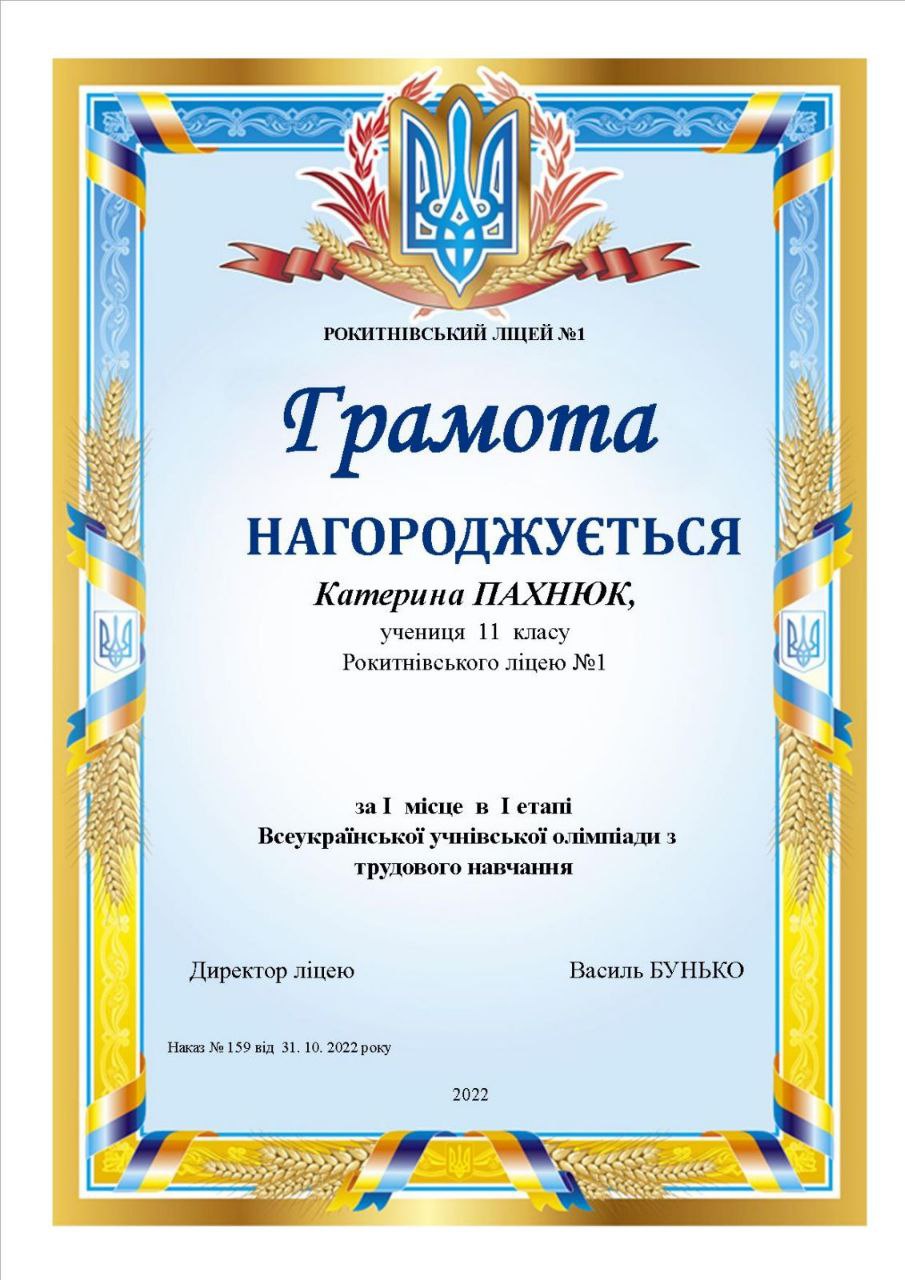 РОКИТНІВСЬКИЙ ЛІЦЕЙ №1
Грамота
НАГОРОДЖУЄТЬСЯ
Катерина ПАХНЮК,
учениця 11 класу
Рокитнівського ліцею №1
за І місце в І етапі
Всеукраїнської учнівської олімпіади з
трудового навчання
Директор ліцею Василь БУНЬКО
Наказ № 159 від 31. 10. 2022 року
2022